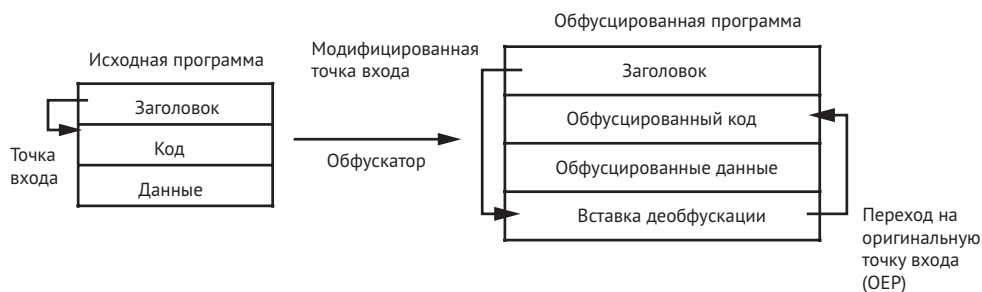 Обфусцированная программа
Модифицированная
точка входа
Исходная программа
Заголовок
Заголовок
Обфусцированный код
Точка
входа
Код
Обфускатор
Обфусцированные данные
Данные
Вставка деобфускации
Переход на
оригинальную
точку входа
(OEP)